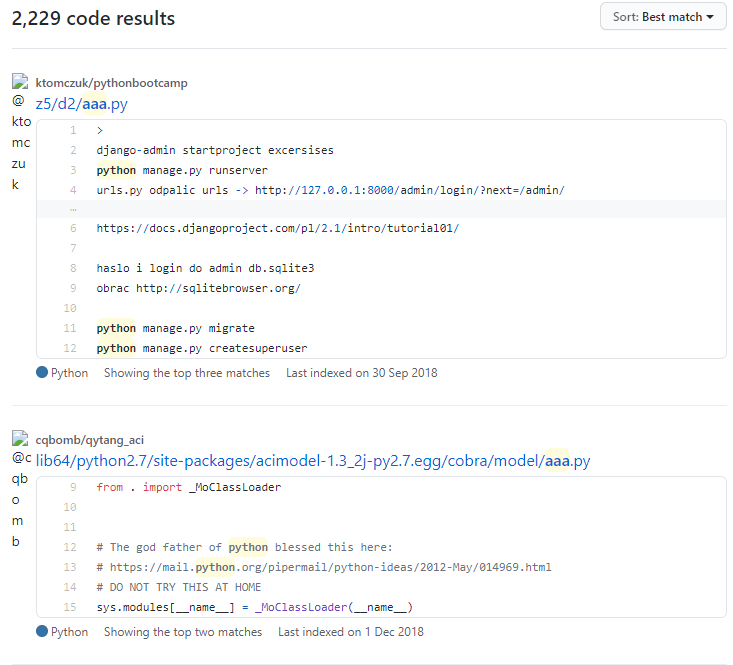 2,229 code results
Sort: Best match
ktomczuk/pythonbootcamp
@ktomczuk
z5/d2/aaa.py
1 >
2 django-admin startproject excersises
3 python manage.py runserver
4 urls.py odpalic urls -> http://127.0.0.1:8000/admin/login/?next=/admin/
…
6 https://docs.djangoproject.com/pl/2.1/intro/tutorial01/
7
8 haslo i login do admin db.sqlite3
9 obrac http://sqlitebrowser.org/
10
11 python manage.py migrate
12 python manage.py createsuperuser
Python Showing the top three matches Last indexed on 30 Sep 2018
cqbomb/qytang_aci
@cqbomb
lib64/python2.7/site-packages/acimodel-1.3_2j-py2.7.egg/cobra/model/aaa.py
9 from . import _MoClassLoader
10
11
12 # The god father of python blessed this here:
13 # https://mail.python.org/pipermail/python-ideas/2012-May/014969.html
14 # DO NOT TRY THIS AT HOME
15 sys.modules[__name__] = _MoClassLoader(__name__)
Python Showing the top two matches Last indexed on 1 Dec 2018